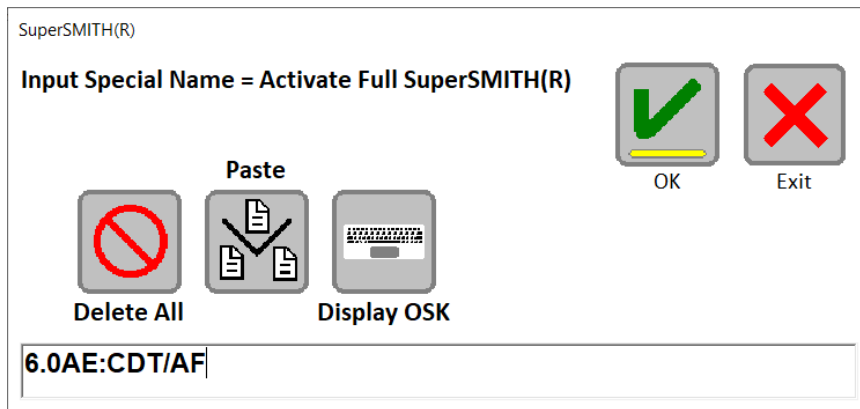 SuperSMITH(R)
Input Special Name = Activate Full SuperSMITH(R)
OK
Exit
Paste
Delete All
Display OSK
6.0AE:CDT/AF